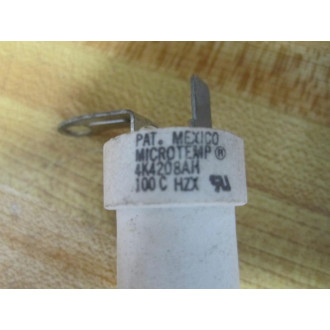 PAT. MEXICO
MICROTEMP®
4K4208AH
100 C HZX